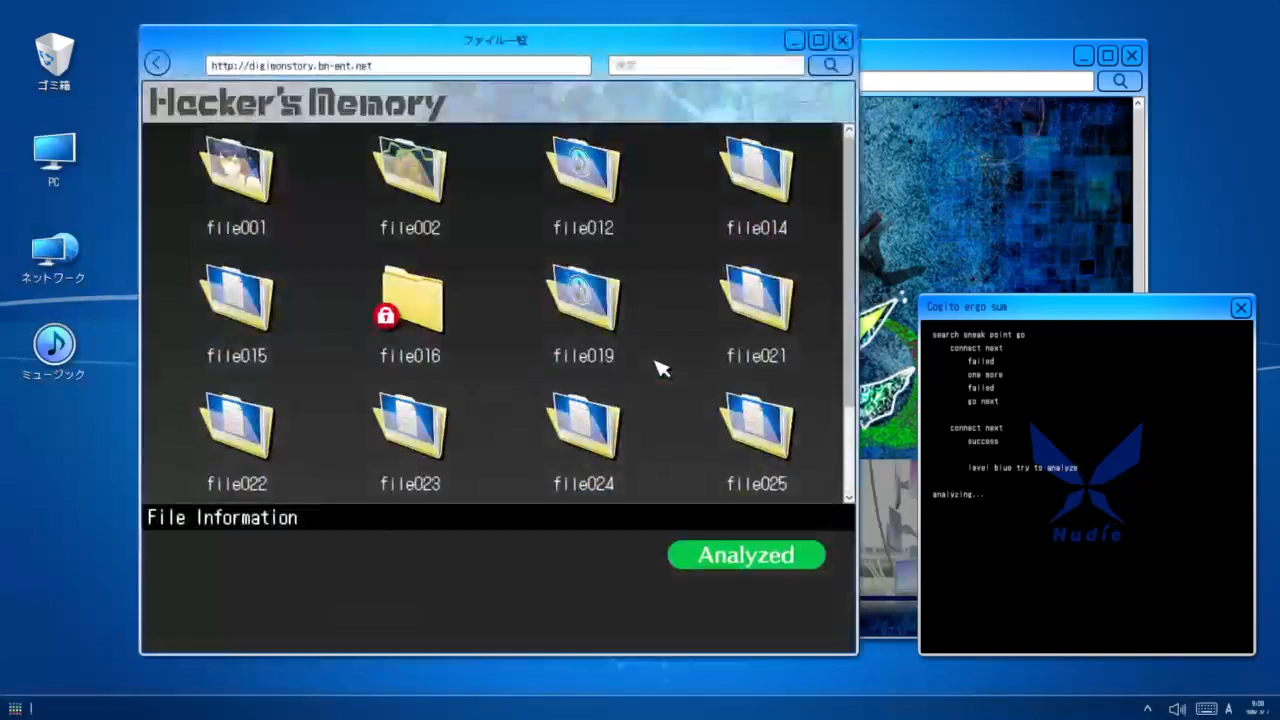 ゴミ箱
PC
ネットワーク
ミュージック
ファイル一覧
http://digimonstory.bn-ent.net
検索
Hacker's Memory
file001
file002
file012
file014
file015
file016
file019
file021
file022
file023
file024
file025
File Information
Analyzed
Cogito ergo sum
search sneak point go
connect next
failed
one more
failed
go next
connect next
success
level blue try to analyze
analyzing...
Hudíe
A